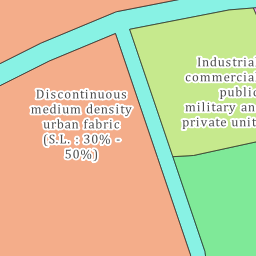 Discontinuous
medium density
urban fabric
(S.L. : 30% -
50%)
Industrial
commercial
public
military an
private unit